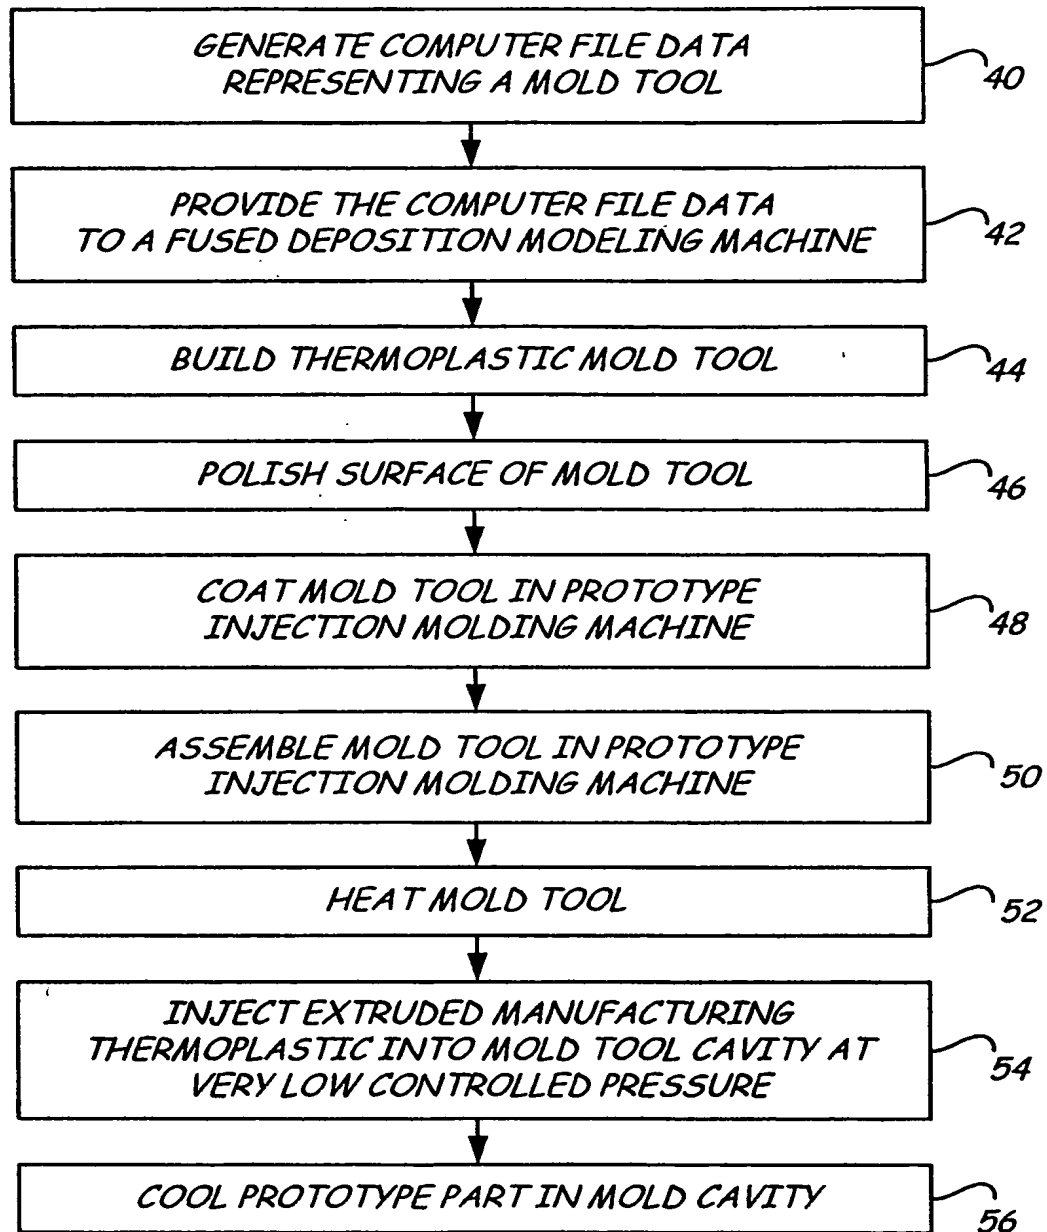 GENERATE COMPUTER FILE DATA
REPRESENTING A MOLD TOOL
40
PROVIDE THE COMPUTER FILE DATA
TO A FUSED DEPOSITION MODELING MACHINE
42
BUILD THERMOPLASTIC MOLD TOOL
44
POLISH SURFACE OF MOLD TOOL
46
COAT MOLD TOOL IN PROTOTYPE
INJECTION MOLDING MACHINE
48
ASSEMBLE MOLD TOOL IN PROTOTYPE
INJECTION MOLDING MACHINE
50
HEAT MOLD TOOL
52
INJECT EXTRUDED MANUFACTURING
THERMOPLASTIC INTO MOLD TOOL CAVITY AT
VERY LOW CONTROLLED PRESSURE
54
COOL PROTOTYPE PART IN MOLD CAVITY
56